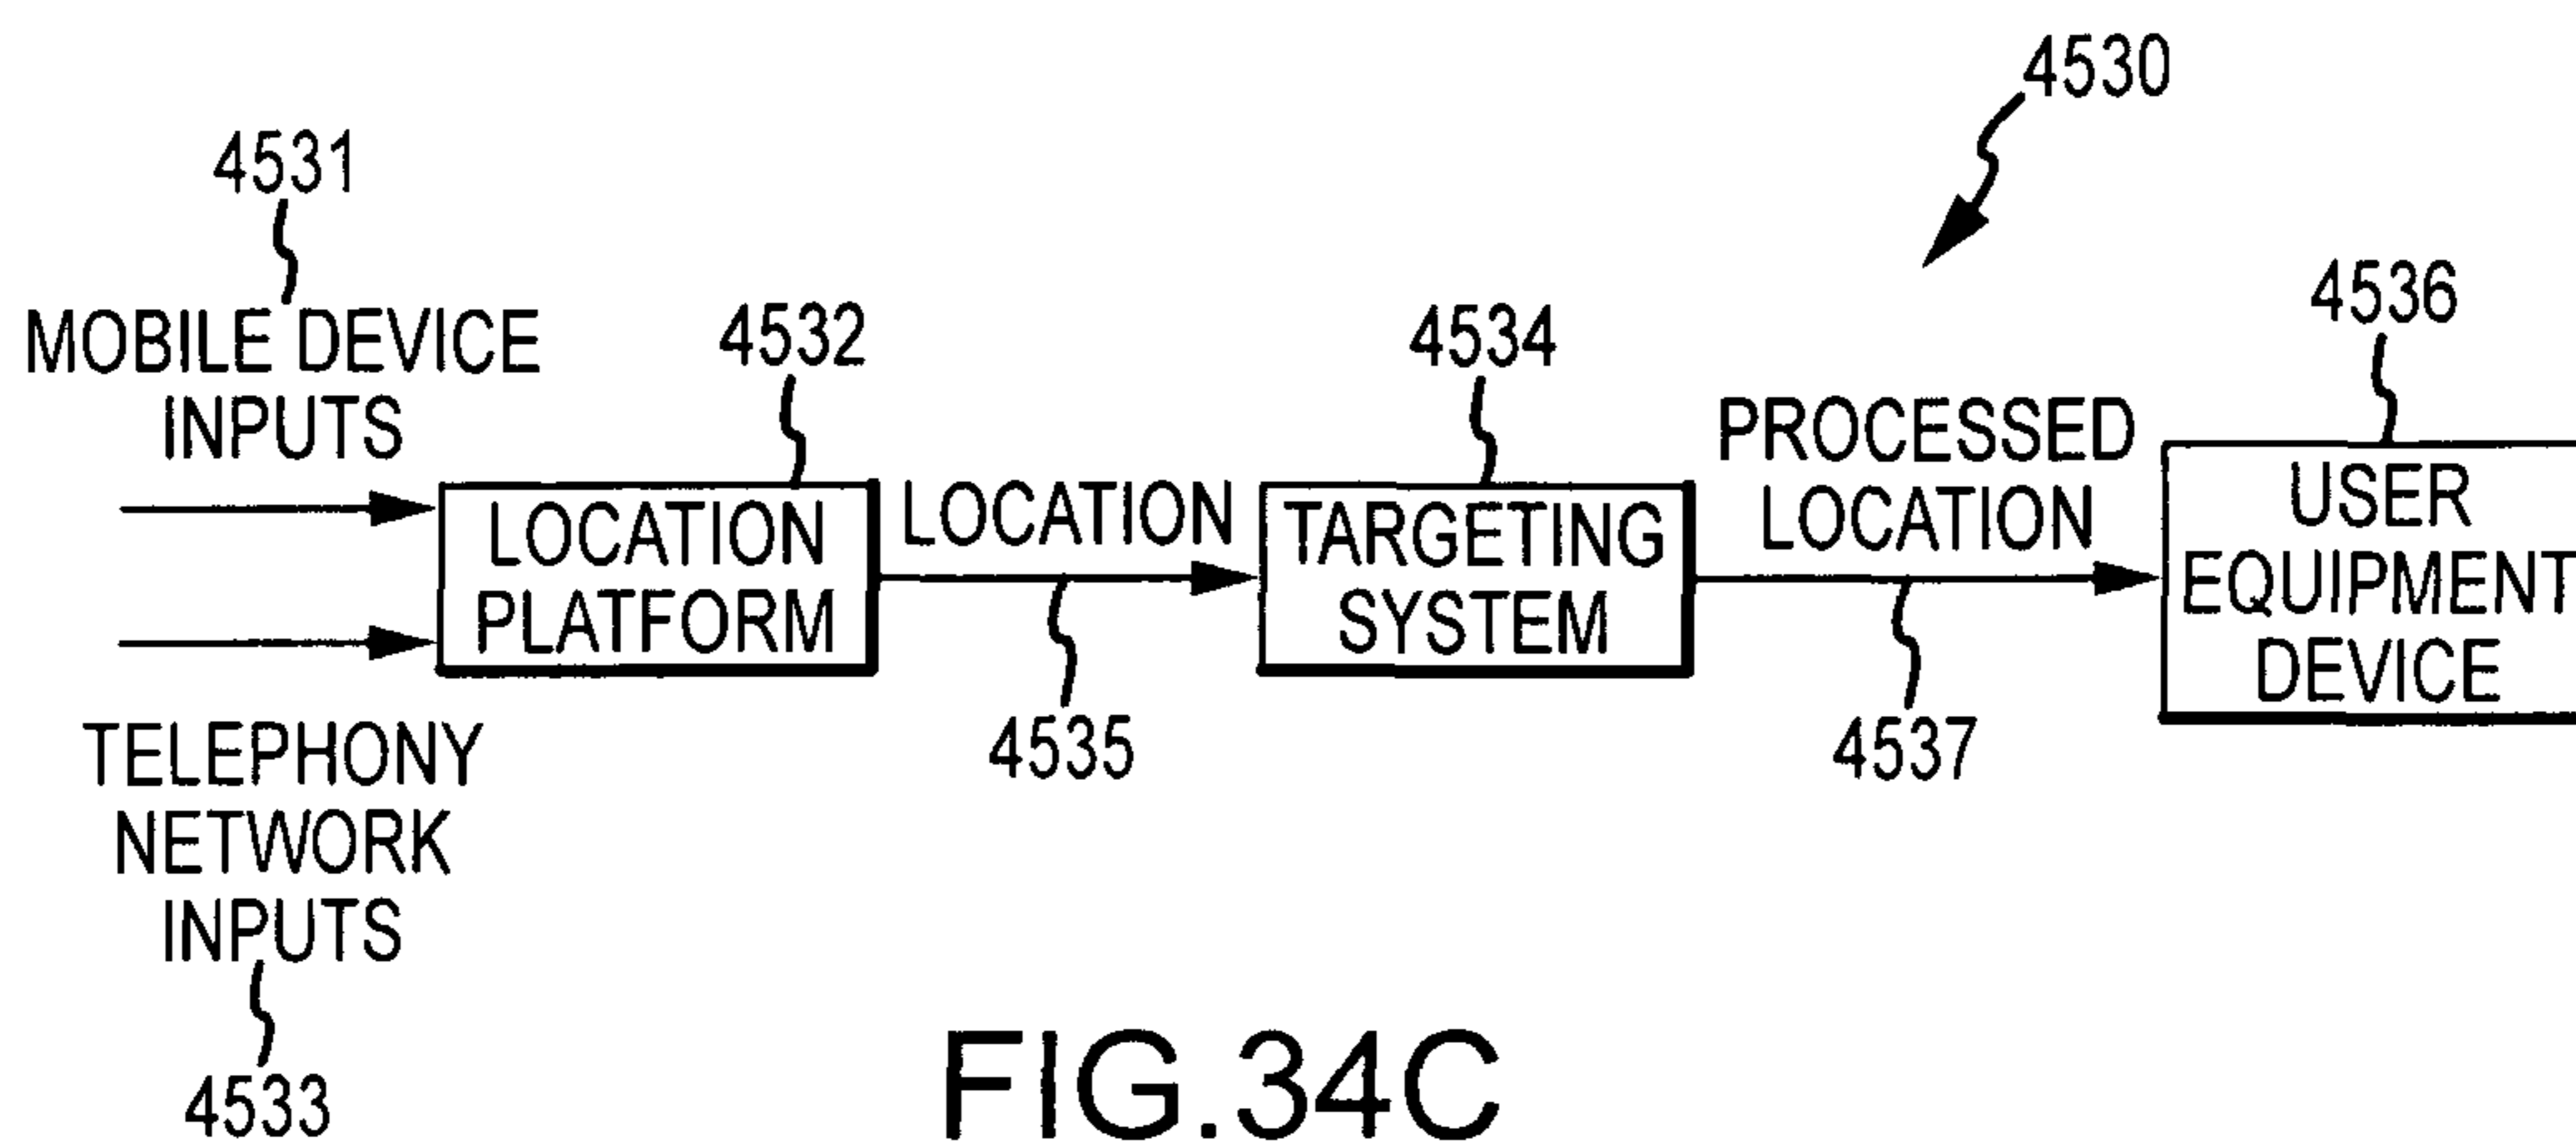 4530
4531
MOBILE DEVICE
INPUTS
4532
LOCATION
PLATFORM
LOCATION
4535
4534
TARGETING
SYSTEM
PROCESSED
LOCATION
4537
4536
USER
EQUIPMENT
DEVICE
TELEPHONY
NETWORK
INPUTS
4533
FIG.34C